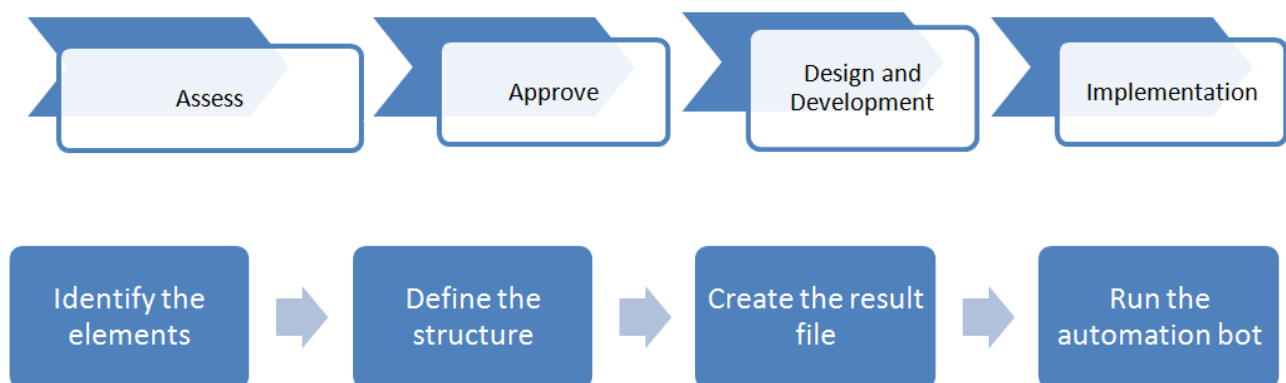 Assess
Approve
Design and
Development
Implementation
Identify the
elements
Define the
structure
Create the result
file
Run the
automation bot